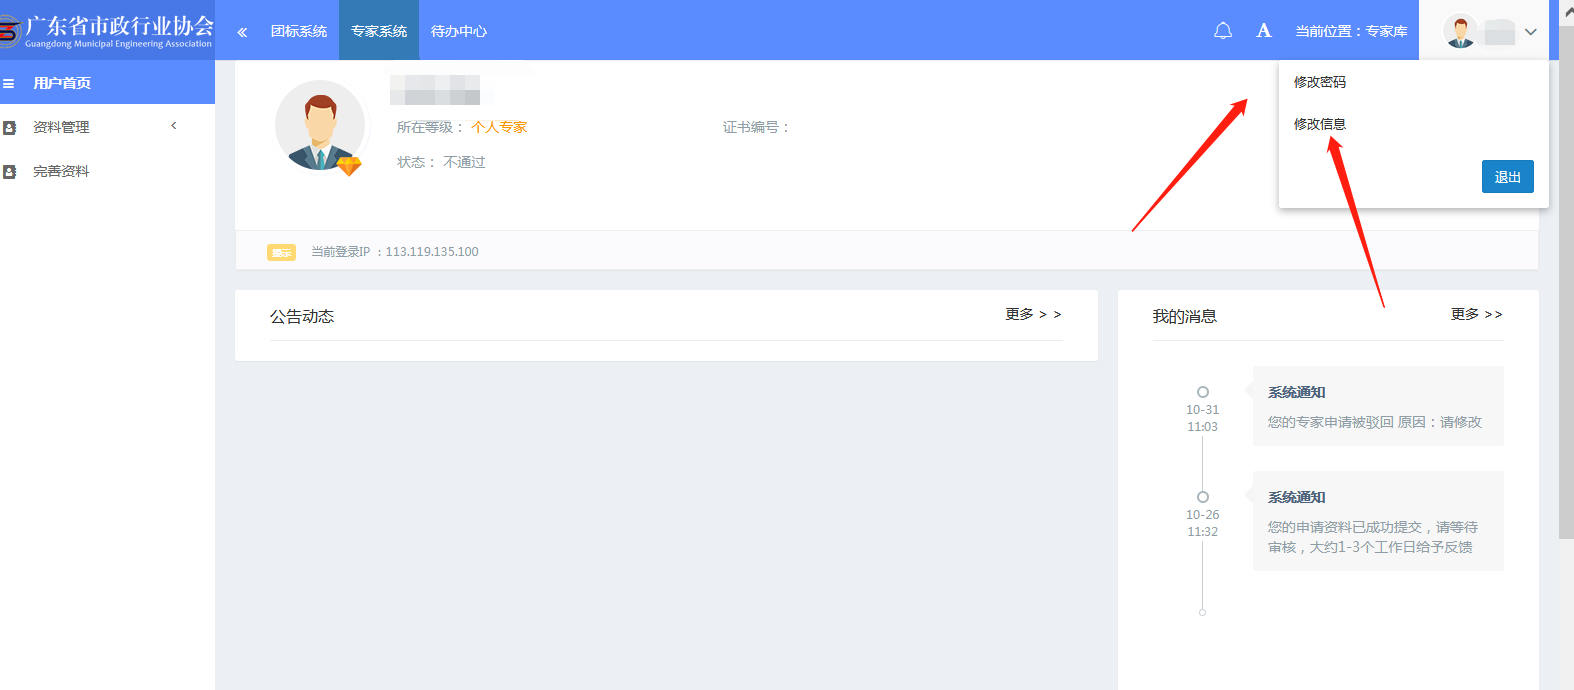 广东省市政行业协会
Guangdong Municipal Engineering Association
«
团标系统
专家系统
待办中心
A
当前位置：专家库
用户首页
资料管理
完善资料
所在等级： 个人专家
证书编号：
状态： 不通过
修改密码
修改信息
退出
提示
当前登录IP ：113.119.135.100
公告动态
更多 > >
我的消息
更多 >>
10-31
11:03
系统通知
您的专家申请被驳回 原因：请修改
10-26
11:32
系统通知
您的申请资料已成功提交，请等待
审核，大约1-3个工作日给予反馈